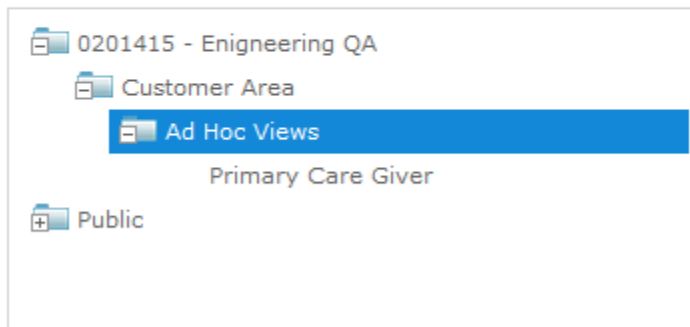 0201415 - Enigneering QA
Customer Area
Ad Hoc Views
Primary Care Giver
Public